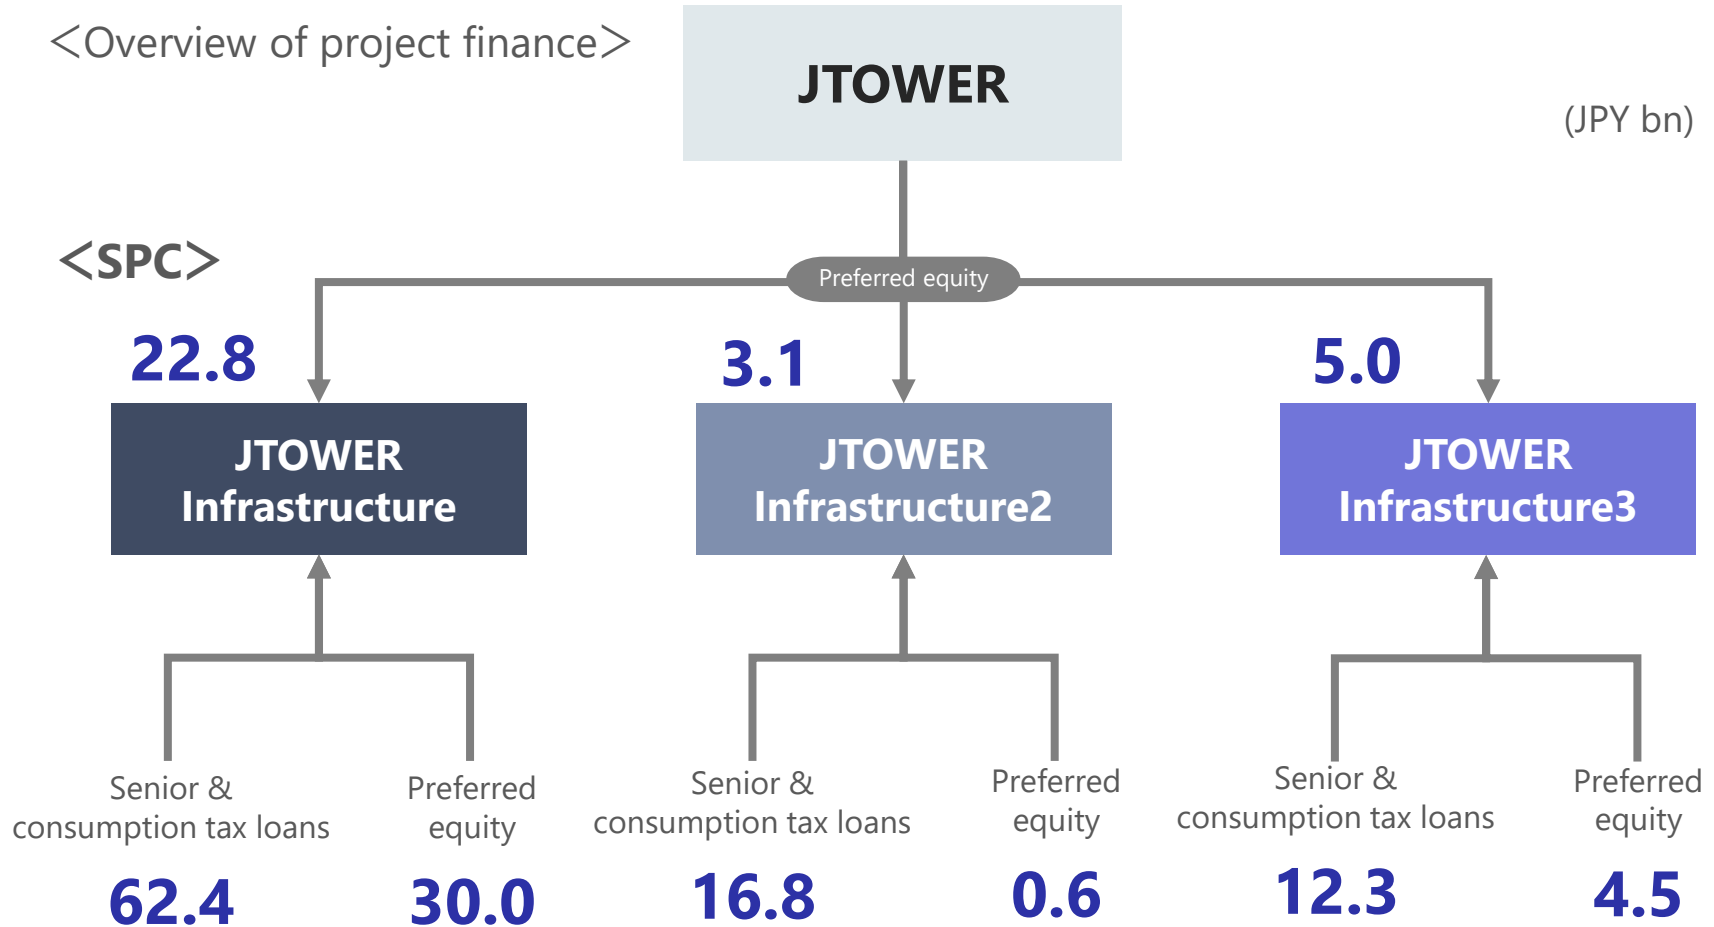 <Overview of project finance>
JTOWER
(JPY bn)
<SPC>
Preferred equity
22.8
3.1
5.0
JTOWER
Infrastructure
JTOWER
Infrastructure2
JTOWER
Infrastructure3
Senior &
consumption tax loans
62.4
Preferred
equity
30.0
Senior &
consumption tax loans
16.8
Preferred
equity
0.6
Senior &
consumption tax loans
12.3
Preferred
equity
4.5